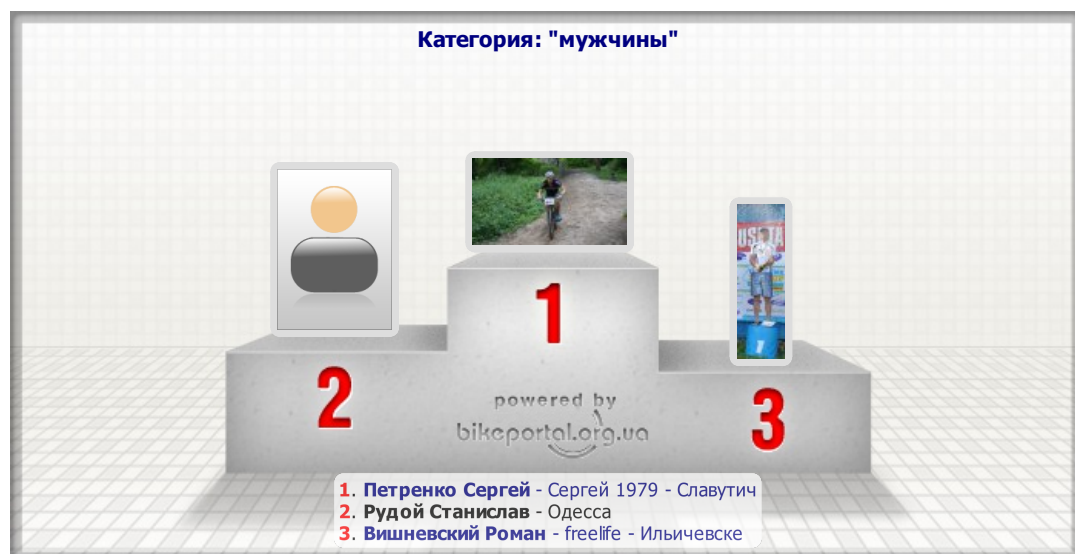 Категория: "мужчины"
1
2
3
powered by
bikeportal.org.ua
1. Петренко Сергей - Сергей 1979 - Славутич
2. Рудой Станислав - Одесса
3. Вишневский Роман - freelife - Ильичевске